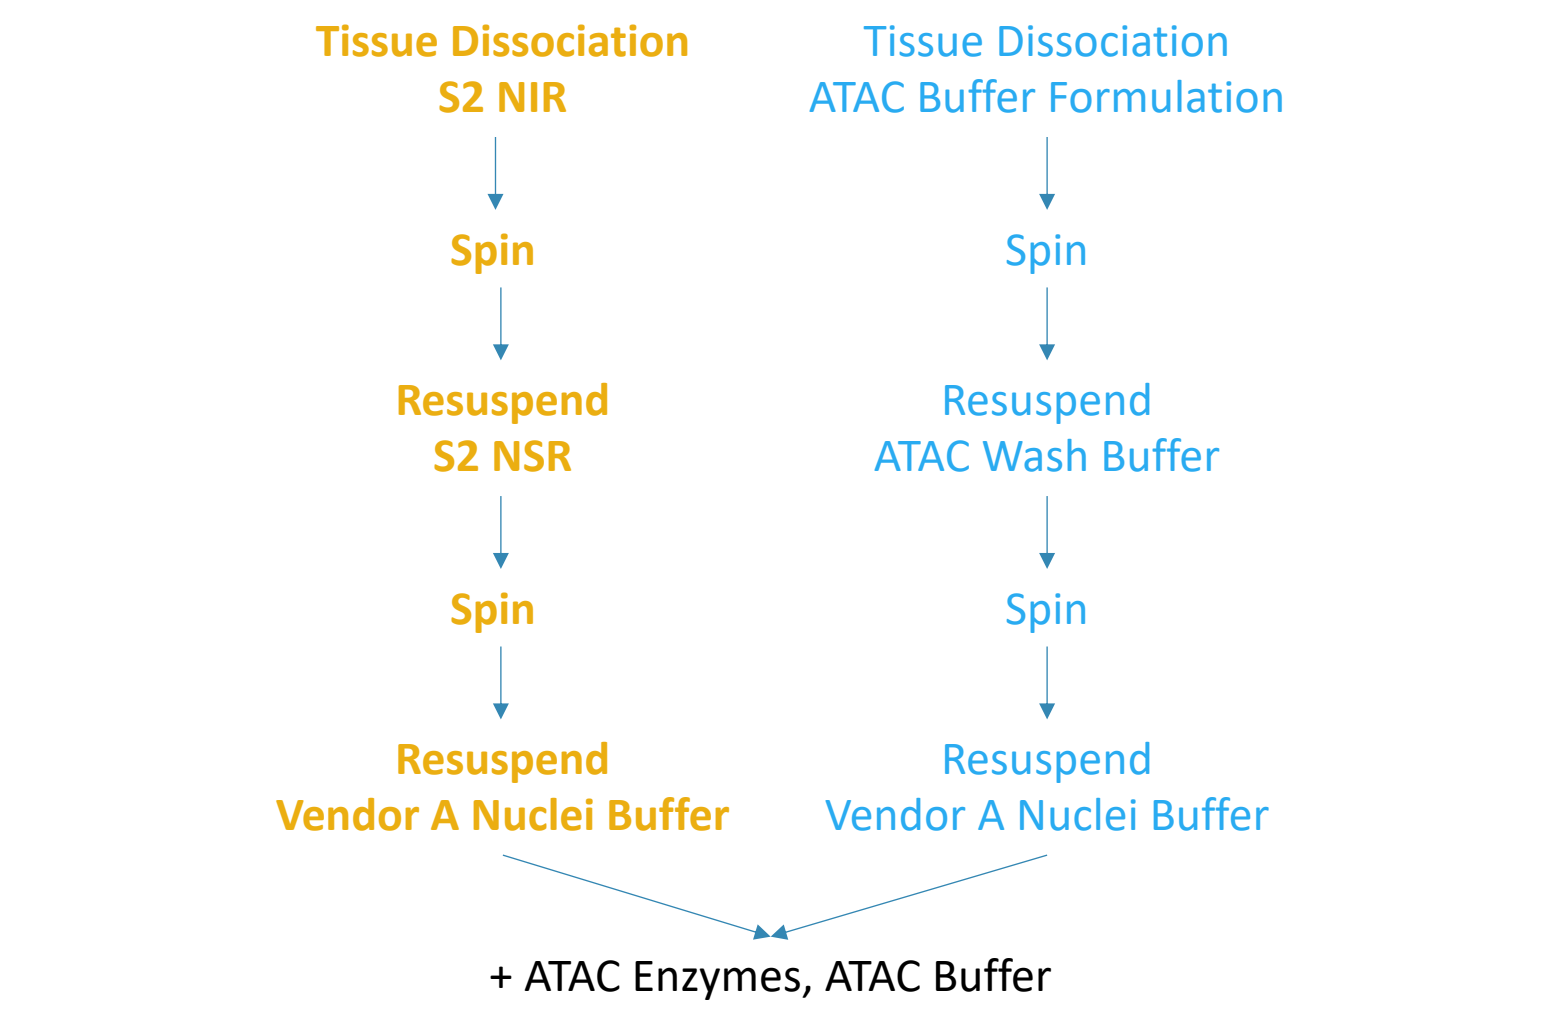 Tissue Dissociation
S2 NIR
Spin
Resuspend
S2 NSR
Spin
Resuspend
Vendor A Nuclei Buffer
Tissue Dissociation
ATAC Buffer Formulation
Spin
Resuspend
ATAC Wash Buffer
Spin
Resuspend
Vendor A Nuclei Buffer
+ ATAC Enzymes, ATAC Buffer